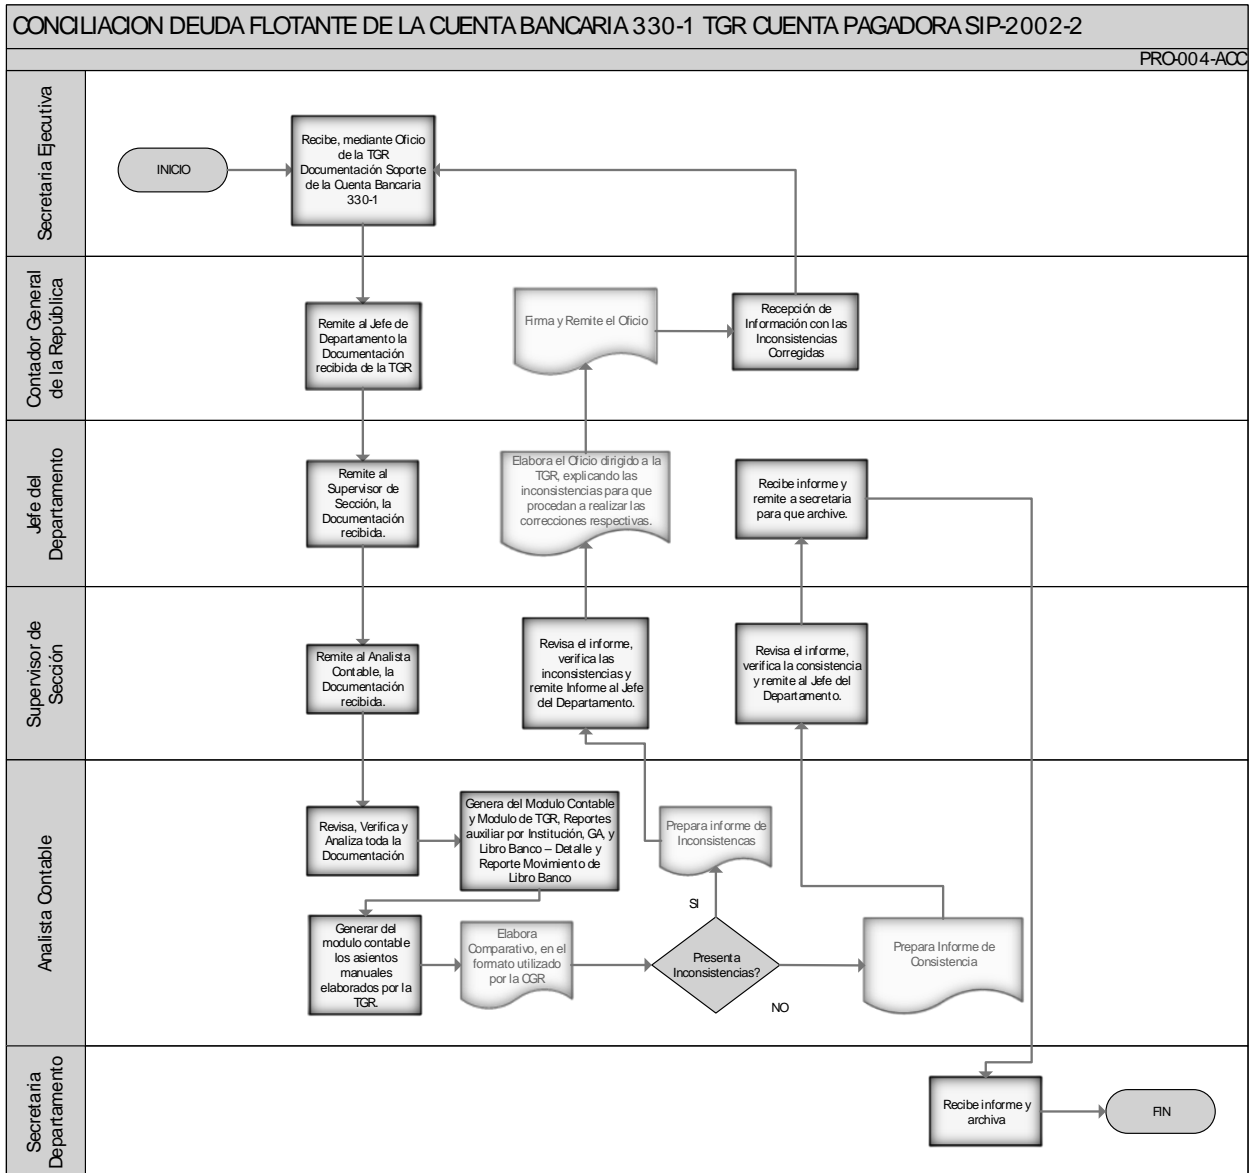 CONCILIACION DEUDA FLOTANTE DE LA CUENTA BANCARIA 330-1 TGR CUENTA PAGADORA SIP-2002-2
PRO-004-ACC
Secretaria Ejecutiva
INICIO
Recibe, mediante Oficio
de la TGR
Documentación Soporte
de la Cuenta Bancaria
330-1
Contador General
de la República
Remite al Jefe de
Departamento la
Documentación
recibida de la TGR
Firma y Remite el Oficio
Recepción de
Información con las
Inconsistencias
Corregidas
Jefe del
Departamento
Remite al
Supervisor de
Sección, la
Documentación
recibida.
Elabora el Oficio dirigido a la
TGR, explicando las
inconsistencias para que
procedan a realizar las
correcciones respectivas.
Recibe informe y
remite a secretaria
para que archive.
Supervisor de
Sección
Remite al Analista
Contable, la
Documentación
recibida.
Revisa el informe,
verifica las
inconsistencias y
remite Informe al Jefe
del Departamento.
Revisa el informe,
verifica la consistencia
y remite al Jefe del
Departamento.
Analista Contable
Revisa, Verifica y
Analiza toda la
Documentación
Genera del Modulo Contable
y Modulo de TGR, Reportes
auxiliar por Institución, GA, y
Libro Banco – Detalle y
Reporte Movimiento de
Libro Banco
Prepara informe de
Inconsistencas
Generar del
modulo contable
los asientos
manuales
elaborados por la
TGR.
Elabora
Comparativo, en el
formato utilizado
por la CGR
SI
Presenta
Inconsistencias?
NO
Prepara Informe de
Consistencia
Secretaria
Departamento
Recibe informe y
archiva
FIN